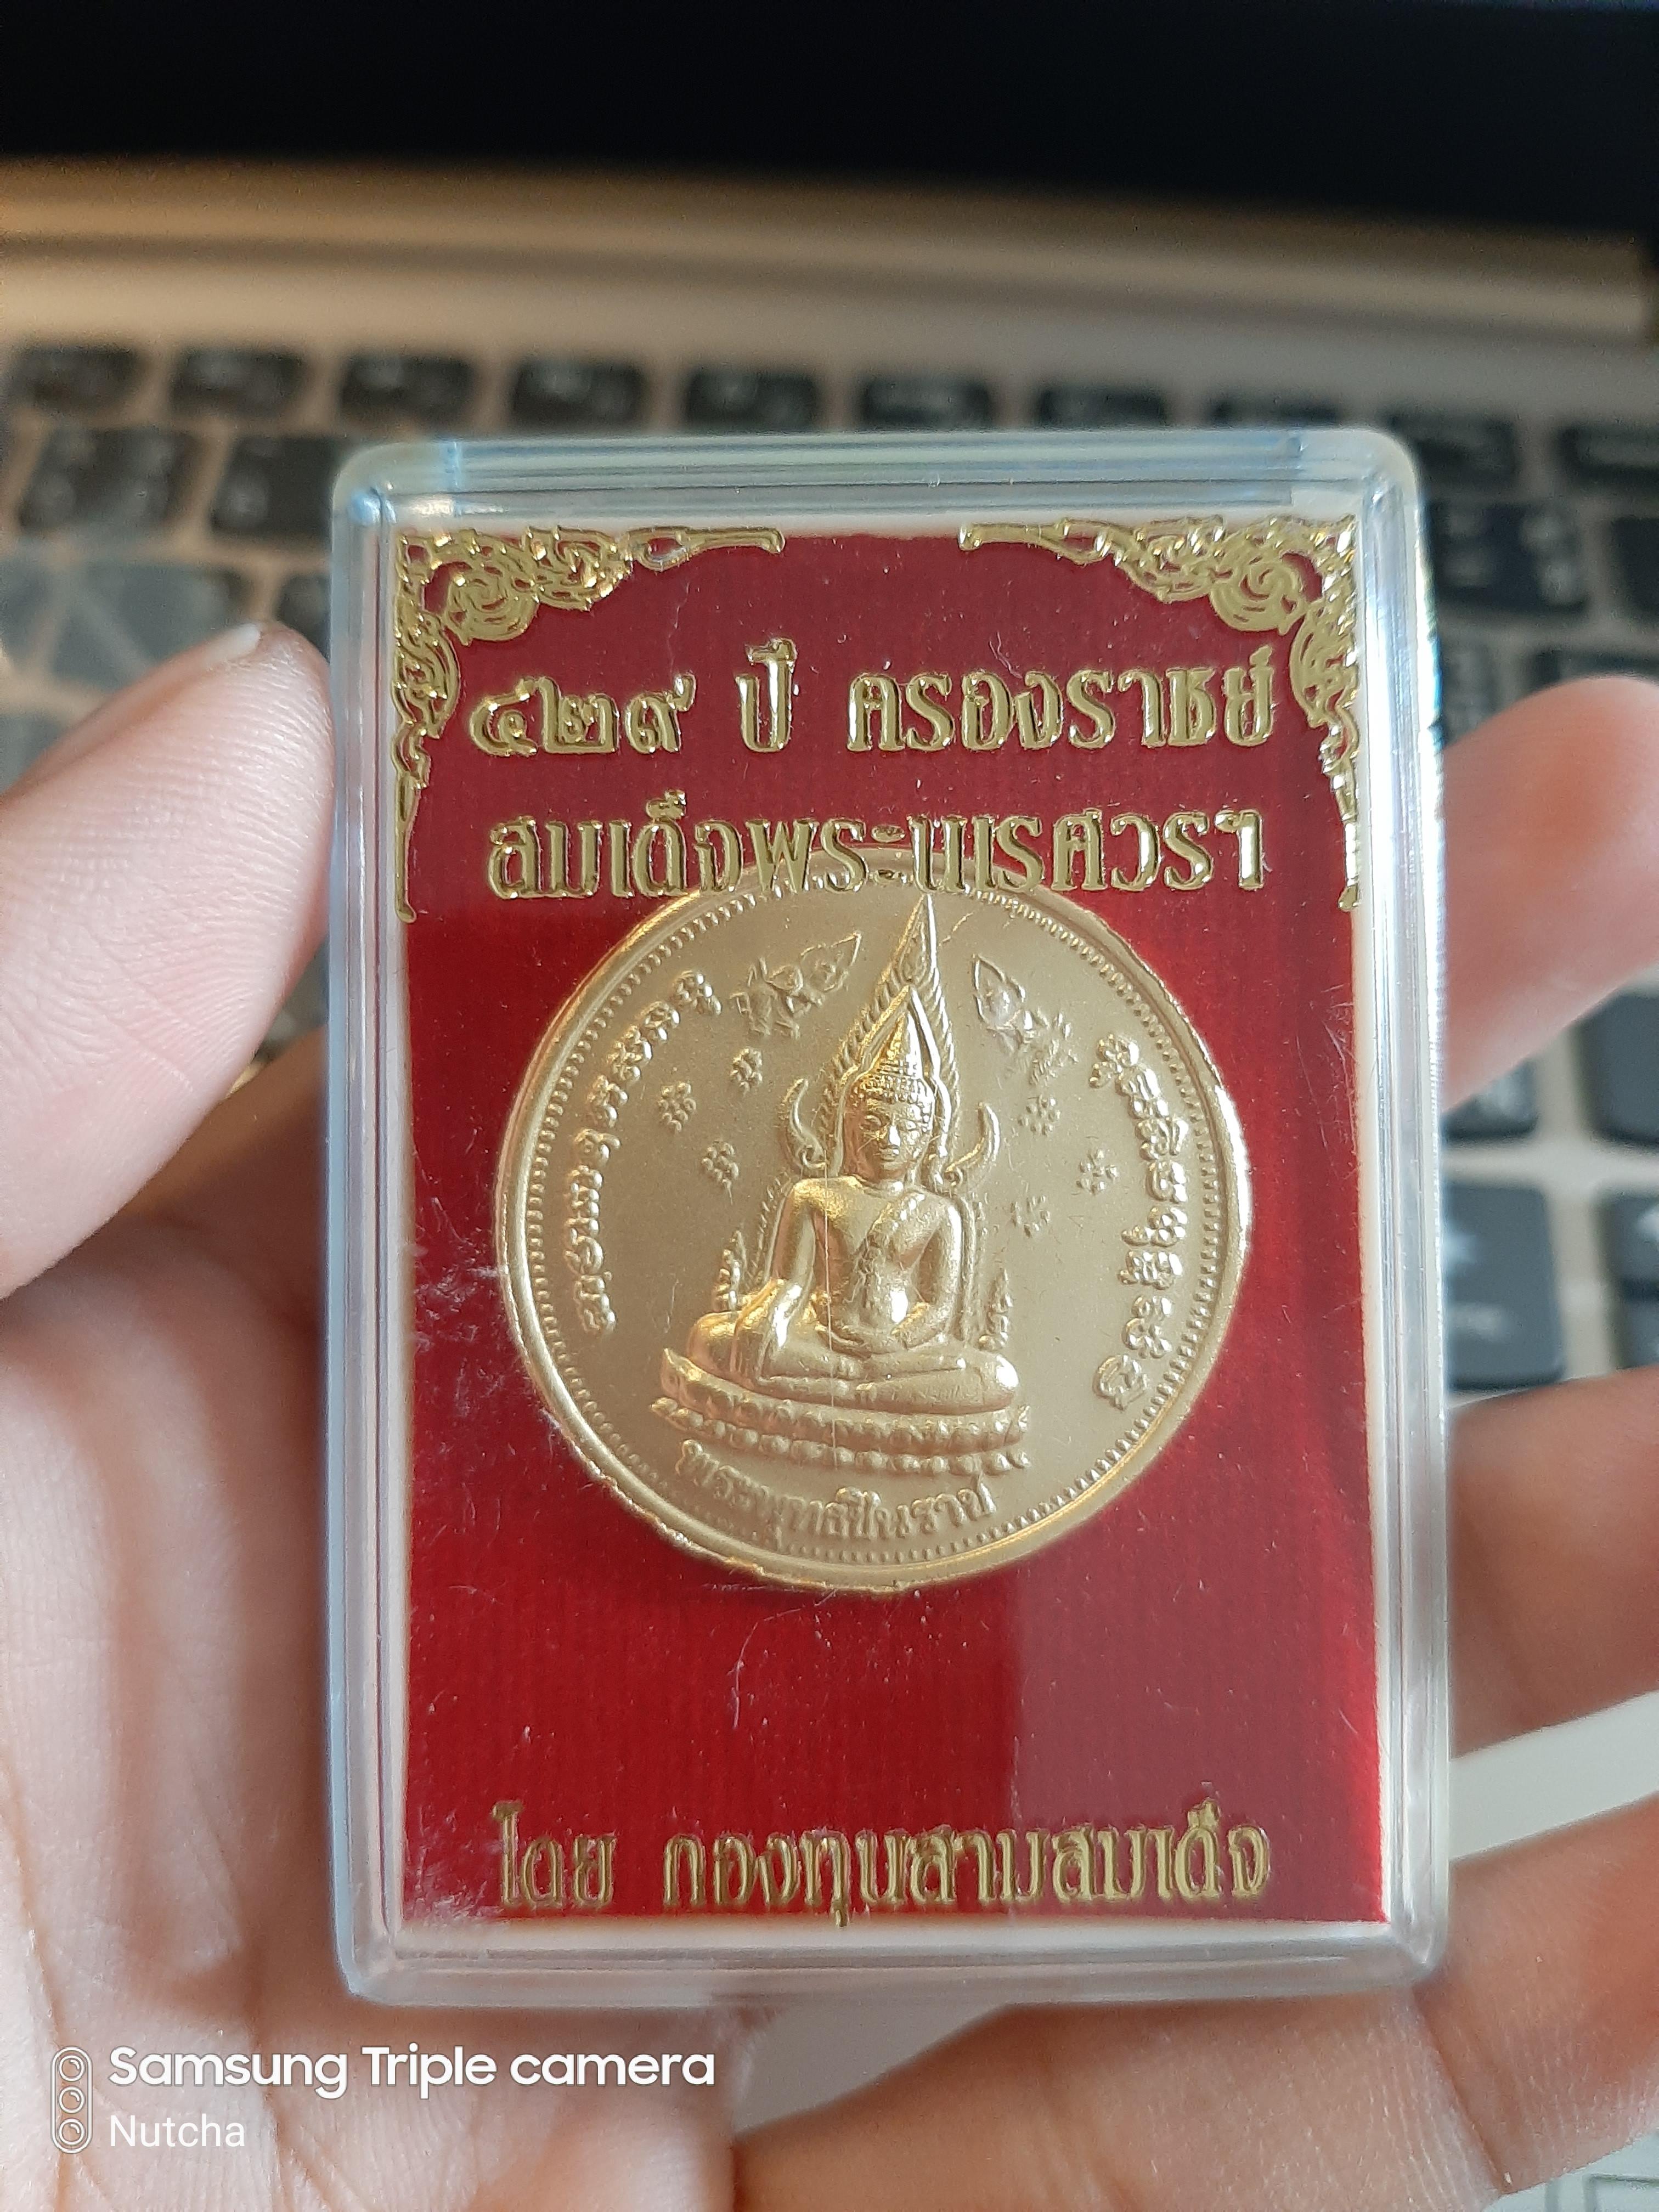 ๔๒๙ ปี ครองราชย์
สมเด็จพระนเรศวรฯ
พระพุทธชินราช
โดย กองทุนสามสมเด็จ
Samsung Triple camera
Nutcha